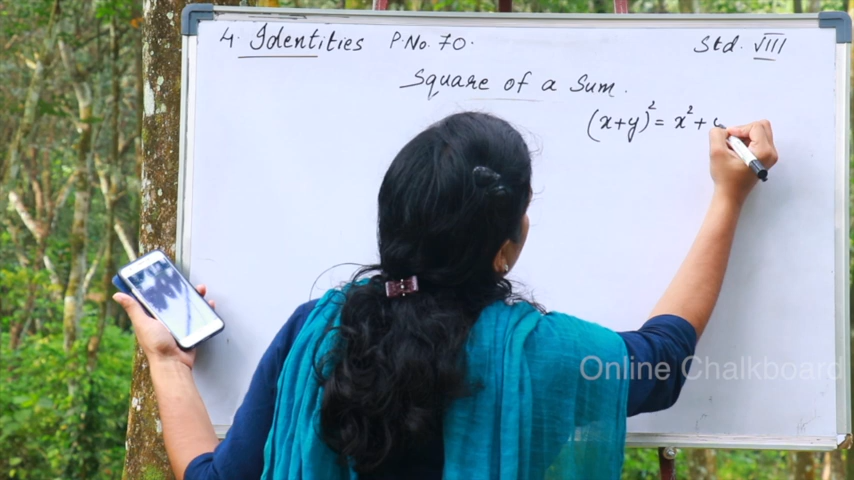 4. Identities P.No. 70. Std. VIII
Square of a Sum.
(x+y)² = x² + y
Online Chalkboard